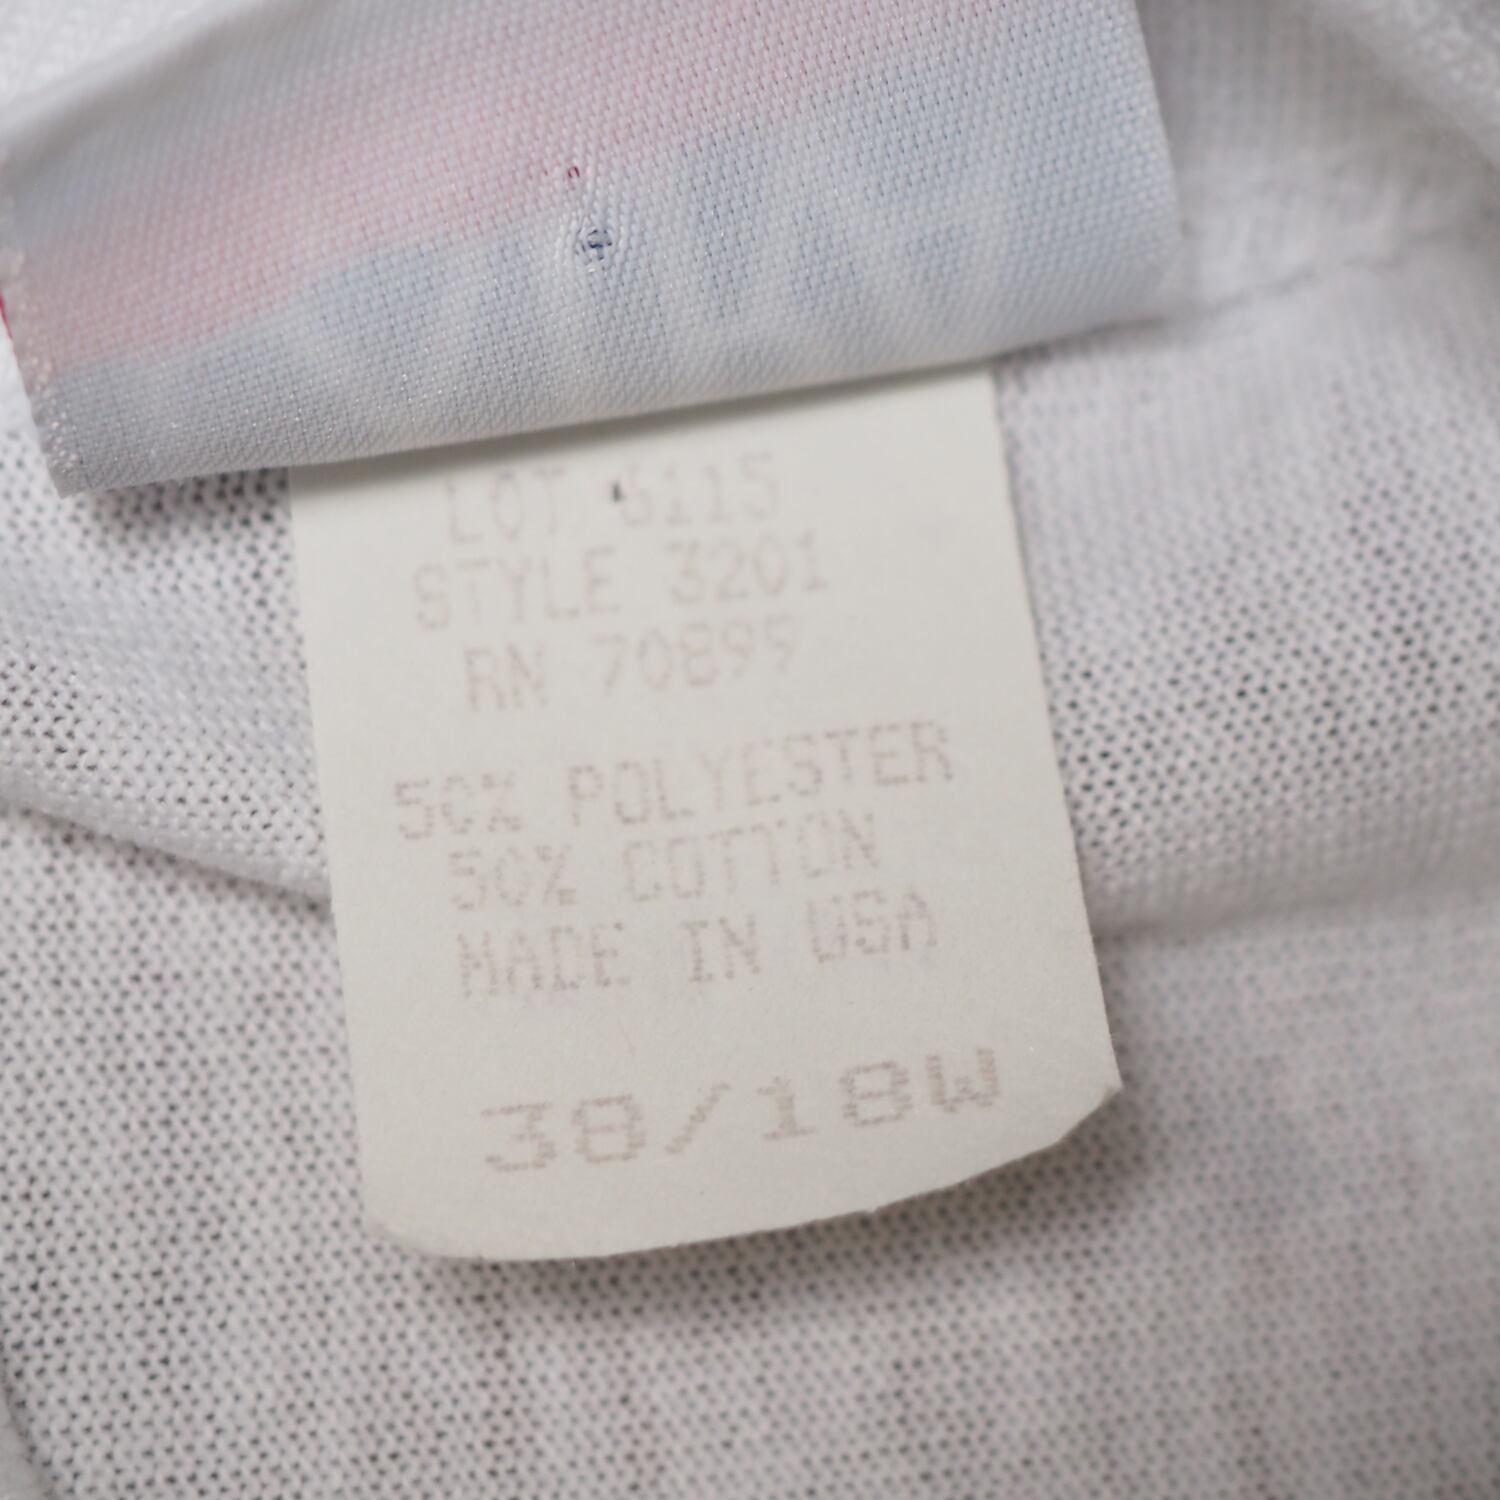 LOT 6115
STYLE 3201
RN 70899
50% POLYESTER
50% COTTON
MADE IN USA
38/18W